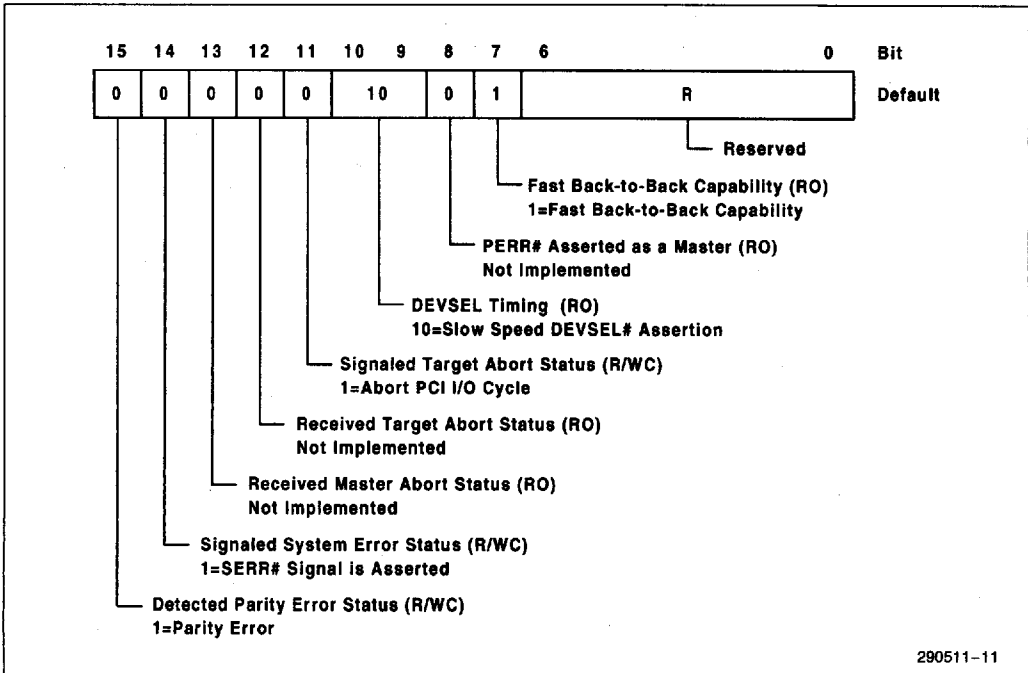 15 14 13 12 11 10 9 8 7 6 0 Bit
0 0 0 0 0 10 0 1 R Default
Reserved
Fast Back-to-Back Capability (RO)
1=Fast Back-to-Back Capability
PERR# Asserted as a Master (RO)
Not Implemented
DEVSEL Timing (RO)
10=Slow Speed DEVSEL# Assertion
Signaled Target Abort Status (R/WC)
1=Abort PCI I/O Cycle
Received Target Abort Status (RO)
Not Implemented
Received Master Abort Status (RO)
Not Implemented
Signaled System Error Status (R/WC)
1=SERR# Signal is Asserted
Detected Parity Error Status (R/WC)
1=Parity Error
290511-11